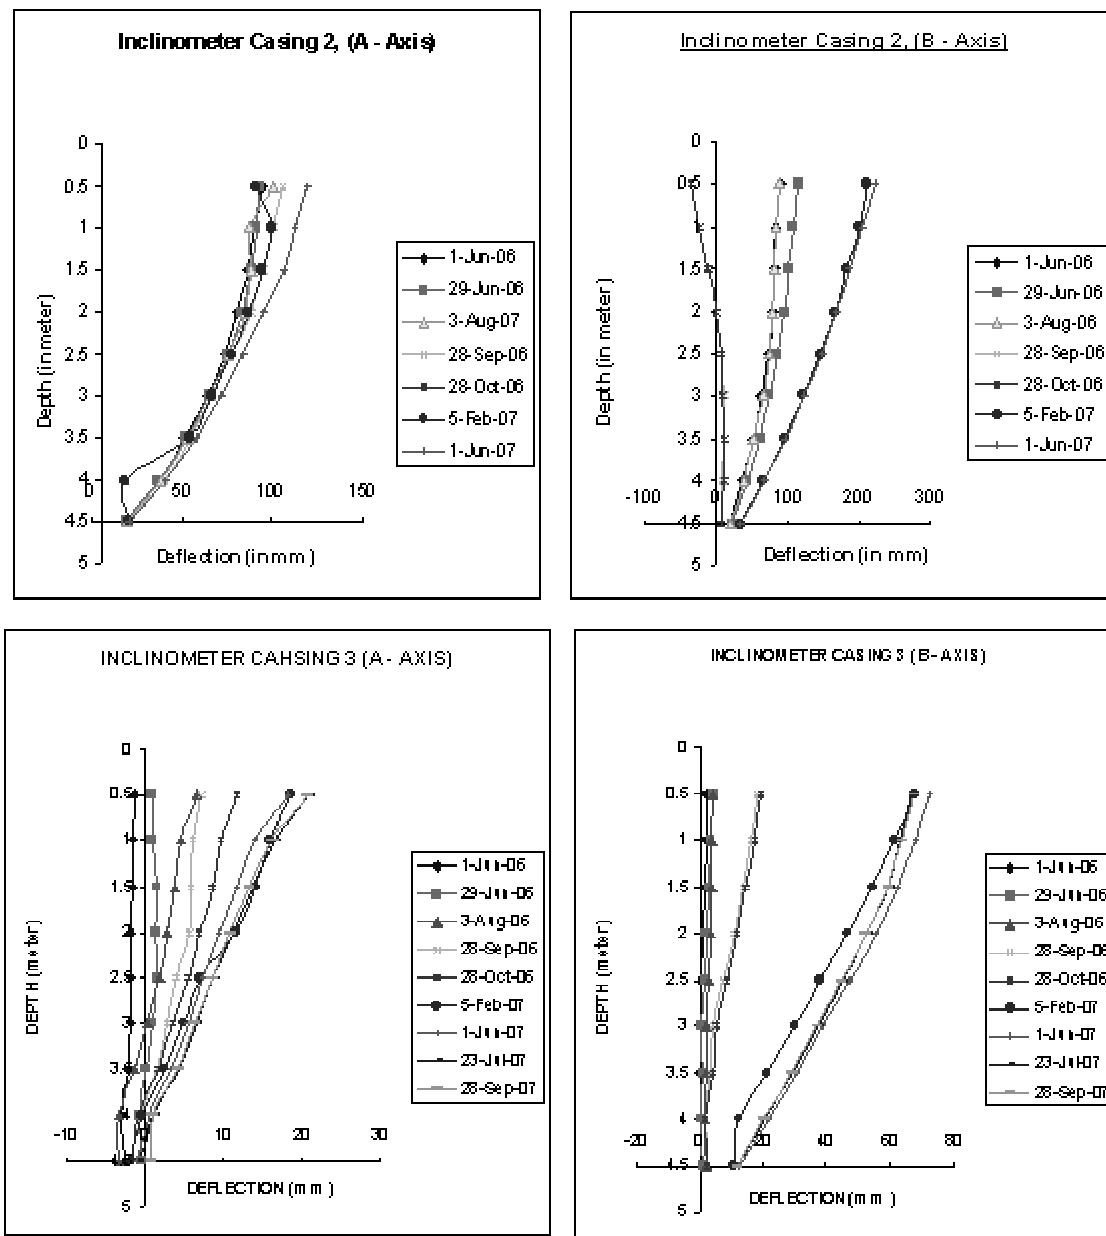 Inclinometer Casing 2, (A - Axis)
0
0.5
1
1.5
2
2.5
3
3.5
4
4.5
5
0 50 100 150
Depth (in meter)
Deflection (in mm)
1-Jun-06
29-Jun-06
3-Aug-07
28-Sep-06
28-Oct-06
5-Feb-07
1-Jun-07
Inclinometer Casing 2, (B - Axis)
0
0.5
1
1.5
2
2.5
3
3.5
4
4.5
5
-100 0 100 200 300
Depth (in meter)
Deflection (in mm)
1-Jun-06
29-Jun-06
3-Aug-06
28-Sep-06
28-Oct-06
5-Feb-07
1-Jun-07
INCLINOMETER CAHSING 3 (A - AXIS)
0
0.5
1
1.5
2
2.5
3
3.5
4
5
-10 0 10 20 30
DEPTH (meter)
DEFLECTION (mm)
1-Jun-06
29-Jun-06
3-Aug-06
28-Sep-06
28-Oct-06
5-Feb-07
1-Jun-07
23-Jul-07
28-Sep-07
INCLINOMETER CASING 3 (B-AXIS)
0
0.5
1
1.5
2
2.5
3
3.5
4
4.5
5
-20 0 20 40 60 80
DEPTH (meter)
DEFLECTION (mm)
1-Jun-06
29-Jun-06
3-Aug-06
28-Sep-06
28-Oct-06
5-Feb-07
1-Jun-07
23-Jul-07
28-Sep-07